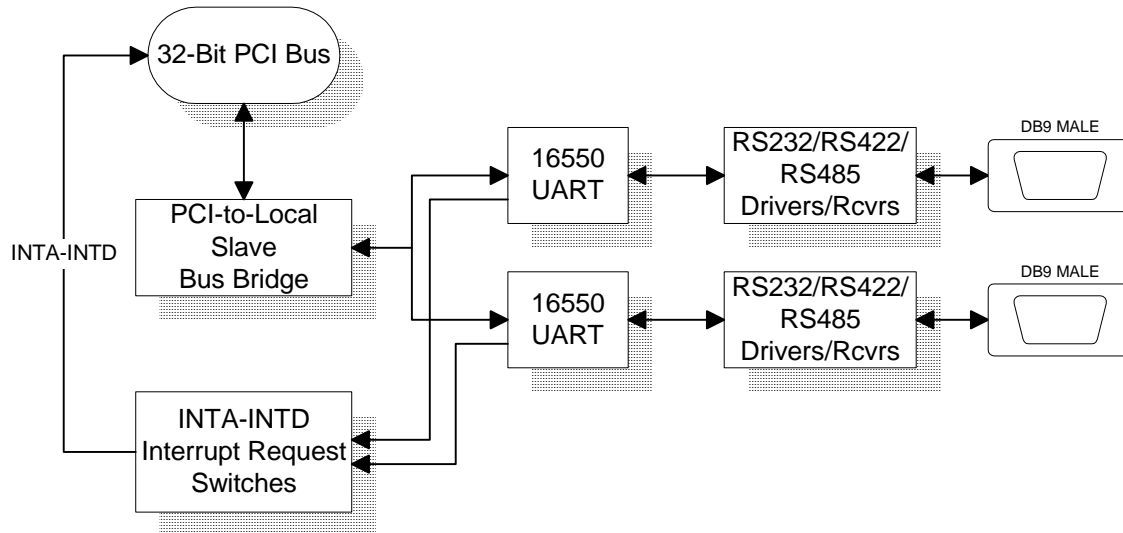 32-Bit PCI Bus
PCI-to-Local
Slave
Bus Bridge
INTA-INTD
INTA-INTD
Interrupt Request
Switches
16550
UART
RS232/RS422/
RS485
Drivers/Rcvrs
DB9 MALE
16550
UART
RS232/RS422/
RS485
Drivers/Rcvrs
DB9 MALE